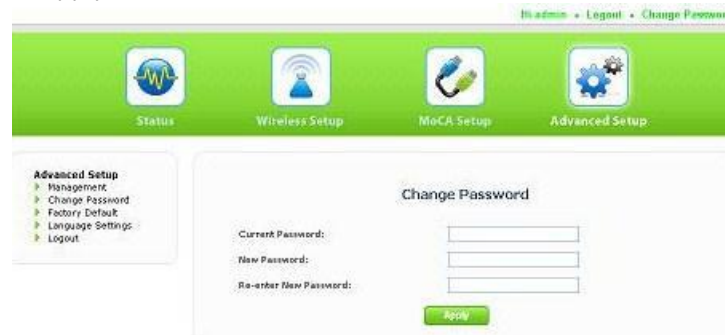 Hi admin • Logout • Change Passwor
Status
Wireless Setup
MoCA Setup
Advanced Setup
Advanced Setup
Management
Change Password
Factory Default
Language Settings
Logout
Change Password
Current Password:
New Password:
Re-enter New Password:
Apply